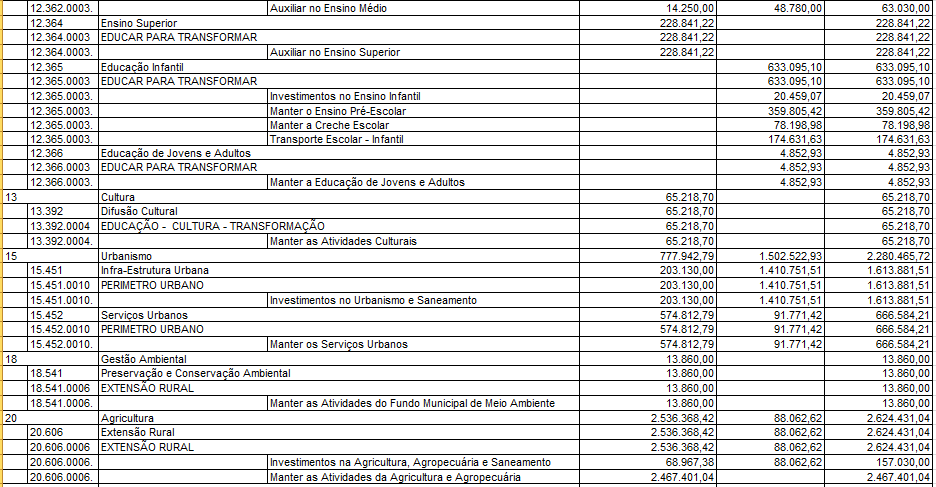 12.362.0003. Auxiliar no Ensino Médio 14.250,00 48.780,00 63.030,00
12.364 Ensino Superior 228.841,22 228.841,22
12.364.0003 EDUCAR PARA TRANSFORMAR 228.841,22 228.841,22
12.364.0003. Auxiliar no Ensino Superior 228.841,22 228.841,22
12.365 Educação Infantil 633.095,10 633.095,10
12.365.0003 EDUCAR PARA TRANSFORMAR 633.095,10 633.095,10
12.365.0003. Investimentos no Ensino Infantil 20.459,07 20.459,07
12.365.0003. Manter o Ensino Pré-Escolar 359.805,42 359.805,42
12.365.0003. Manter a Creche Escolar 78.198,98 78.198,98
12.365.0003. Transporte Escolar - Infantil 174.631,63 174.631,63
12.366 Educação de Jovens e Adultos 4.852,93 4.852,93
12.366.0003 EDUCAR PARA TRANSFORMAR 4.852,93 4.852,93
12.366.0003. Manter a Educação de Jovens e Adultos 4.852,93 4.852,93
13 Cultura 65.218,70 65.218,70
13.392 Difusão Cultural 65.218,70 65.218,70
13.392.0004 EDUCAÇÃO - CULTURA - TRANSFORMAÇÃO 65.218,70 65.218,70
13.392.0004. Manter as Atividades Culturais 65.218,70 65.218,70
15 Urbanismo 777.942,79 1.502.522,93 2.280.465,72
15.451 Infra-Estrutura Urbana 203.130,00 1.410.751,51 1.613.881,51
15.451.0010 PERIMETRO URBANO 203.130,00 1.410.751,51 1.613.881,51
15.451.0010. Investimentos no Urbanismo e Saneamento 203.130,00 1.410.751,51 1.613.881,51
15.452 Serviços Urbanos 574.812,79 91.771,42 666.584,21
15.452.0010 PERIMETRO URBANO 574.812,79 91.771,42 666.584,21
15.452.0010. Manter os Serviços Urbanos 574.812,79 91.771,42 666.584,21
18 Gestão Ambiental 13.860,00 13.860,00
18.541 Preservação e Conservação Ambiental 13.860,00 13.860,00
18.541.0006 EXTENSÃO RURAL 13.860,00 13.860,00
18.541.0006. Manter as Atividades do Fundo Municipal de Meio Ambiente 13.860,00 13.860,00
20 Agricultura 2.536.368,42 88.062,62 2.624.431,04
20.606 Extensão Rural 2.536.368,42 88.062,62 2.624.431,04
20.606.0006 EXTENSÃO RURAL 2.536.368,42 88.062,62 2.624.431,04
20.606.0006. Investimentos na Agricultura, Agropecuária e Saneamento 68.967,38 88.062,62 157.030,00
20.606.0006. Manter as Atividades da Agricultura e Agropecuária 2.467.401,04 2.467.401,04